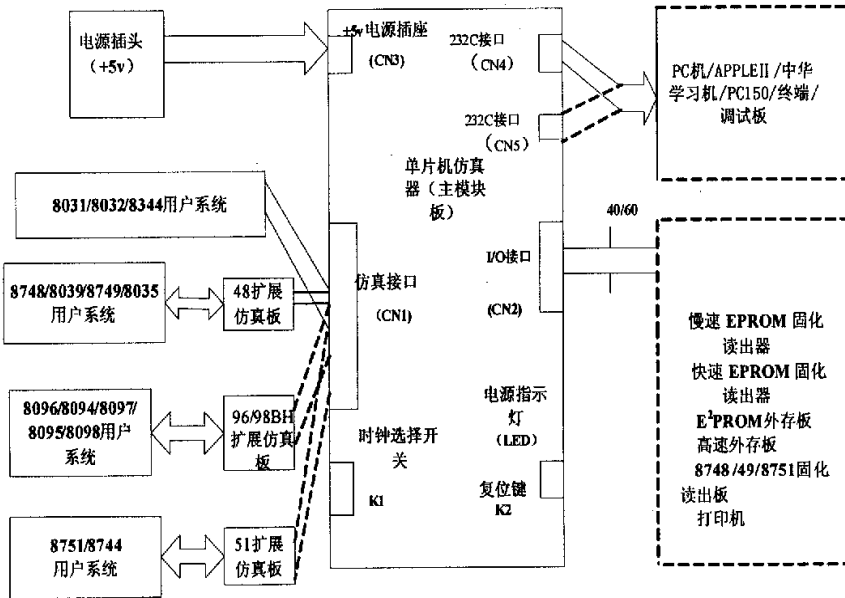 电源插头
（+5v）
+5v电源插座
(CN3)
232C接口
（CN4）
232C接口
（CN5）
单片机仿真
器（主模块
板）
PC机/APPLEII/中华
学习机/PC150/终端/
调试板
8031/8032/8344用户系统
8748/8039/8749/8035
用户系统
48扩展
仿真板
仿真接口
(CN1)
I/O接口
(CN2)
40/60
8096/8094/8097/
8095/8098用户
系统
96/98BH
扩展仿真
板
时钟选择开
关
K1
电源指示
灯
（LED）
复位键
K2
8751/8744
用户系统
51扩展
仿真板
慢速 EPROM 固化
读出器
快速 EPROM 固化
读出器
E²PROM外存板
高速外存板
8748/49/8751固化
读出板
打印机